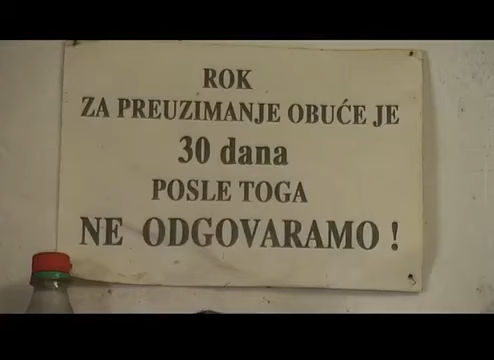 ROK
ZA PREUZIMANJE OBUĆE JE
30 dana
POSLE TOGA
NE ODGOVARAMO !